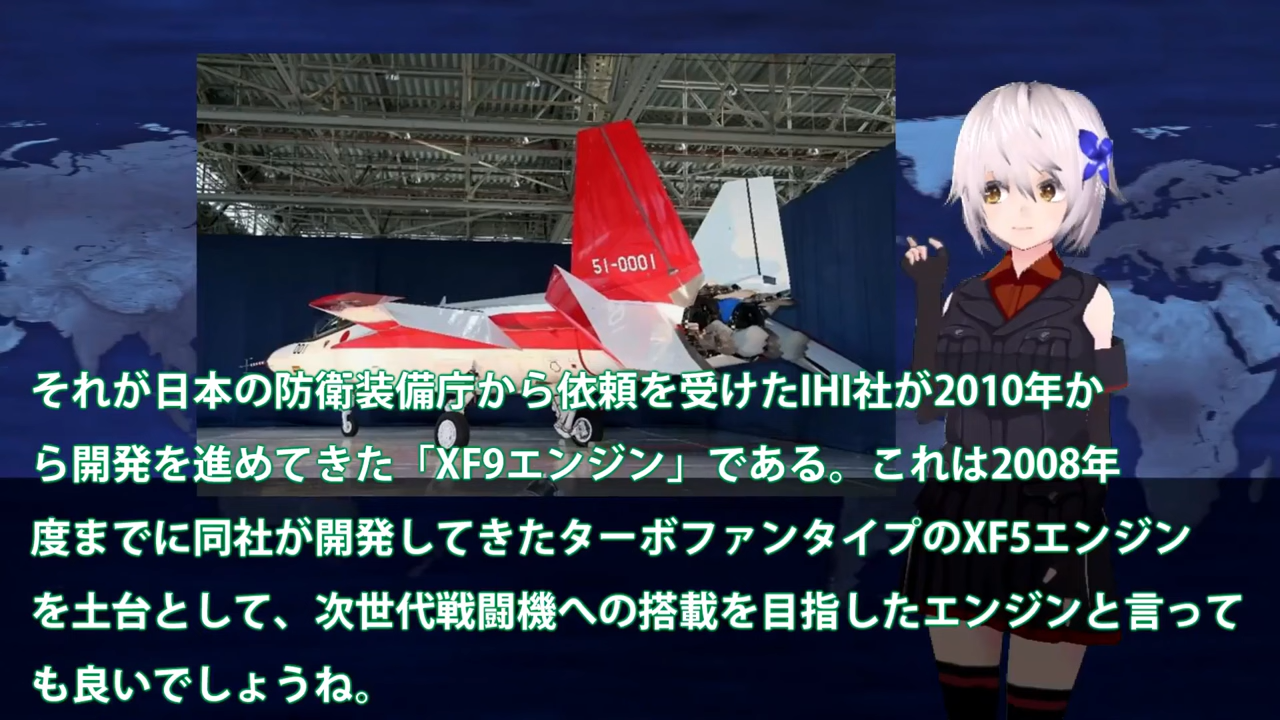 51-0001
001
それが日本の防衛装備庁から依頼を受けたIHI社が2010年か
ら開発を進めてきた「XF9エンジン」である。これは2008年
度までに同社が開発してきたターボファンタイプのXF5エンジン
を土台として、次世代戦闘機への搭載を目指したエンジンと言って
も良いでしょうね。